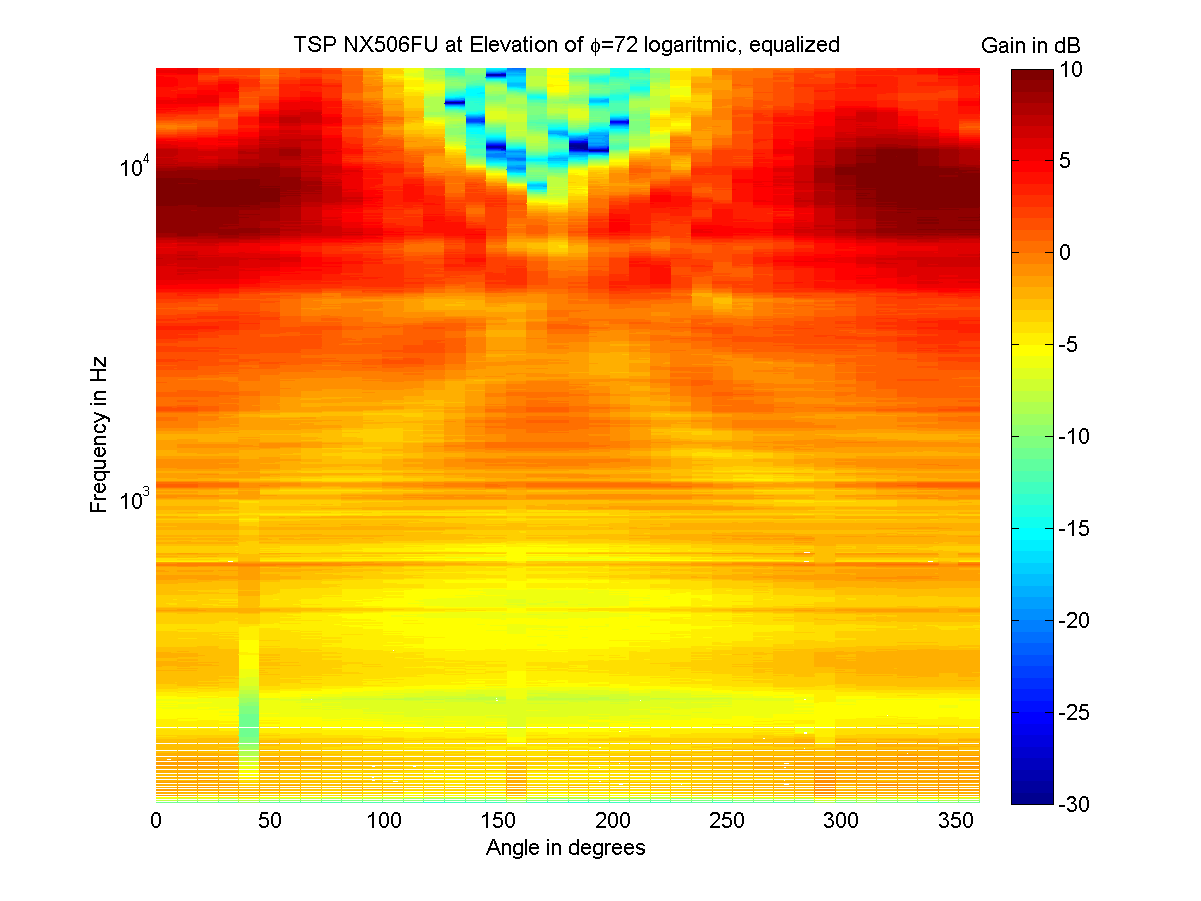 TSP NX506FU at Elevation of ϕ=72 logaritmic, equalized
Gain in dB
10
5
0
-5
-10
-15
-20
-25
-30
Frequency in Hz
10⁴
10³
0 50 100 150 200 250 300 350
Angle in degrees